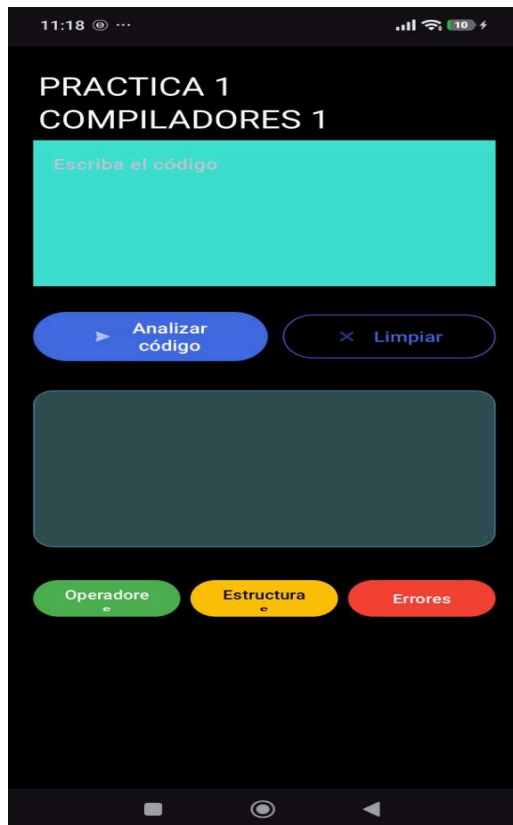 11:18
10
PRACTICA 1
COMPILADORES 1
Escriba el código
Analizar
código
Limpiar
Operadore
Estructura
Errores